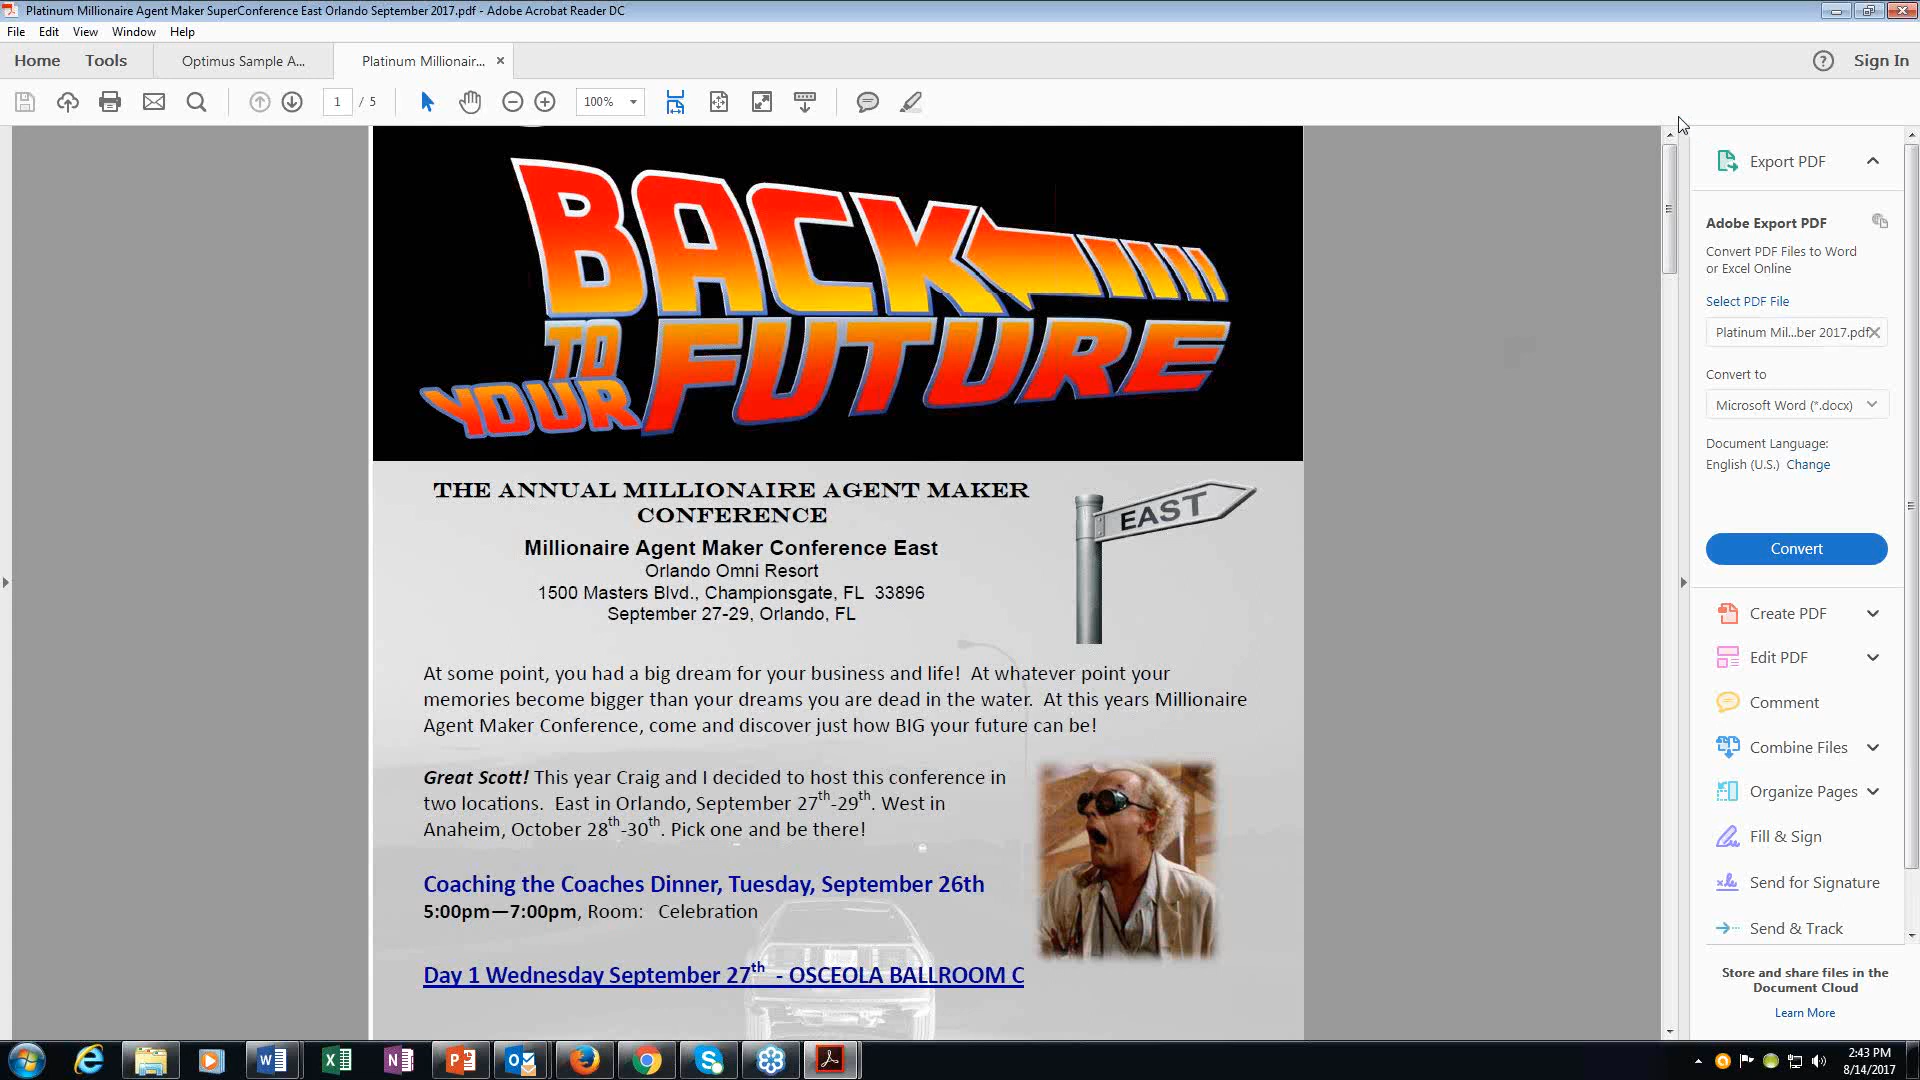 Platinum Millionaire Agent Maker SuperConference East Orlando September 2017.pdf - Adobe Acrobat Reader DC
File Edit View Window Help
Home Tools Optimus Sample A... Platinum Millionair... × Sign In
1 / 5 100%
BACK
TO
YOUR
FUTURE
THE ANNUAL MILLIONAIRE AGENT MAKER
CONFERENCE
EAST
Millionaire Agent Maker Conference East
Orlando Omni Resort
1500 Masters Blvd., Championsgate, FL 33896
September 27-29, Orlando, FL
At some point, you had a big dream for your business and life! At whatever point your
memories become bigger than your dreams you are dead in the water. At this years Millionaire
Agent Maker Conference, come and discover just how BIG your future can be!
Great Scott! This year Craig and I decided to host this conference in
two locations. East in Orlando, September 27th-29th. West in
Anaheim, October 28th-30th. Pick one and be there!
Coaching the Coaches Dinner, Tuesday, September 26th
5:00pm—7:00pm, Room: Celebration
Day 1 Wednesday September 27th - OSCEOLA BALLROOM C
Export PDF
Adobe Export PDF
Convert PDF Files to Word
or Excel Online
Select PDF File
Platinum Mil...ber 2017.pdf
Convert to
Microsoft Word (*.docx)
Document Language:
English (U.S.) Change
Convert
Create PDF
Edit PDF
Comment
Combine Files
Organize Pages
Fill & Sign
Send for Signature
Send & Track
Store and share files in the
Document Cloud
Learn More
2:43 PM
8/14/2017